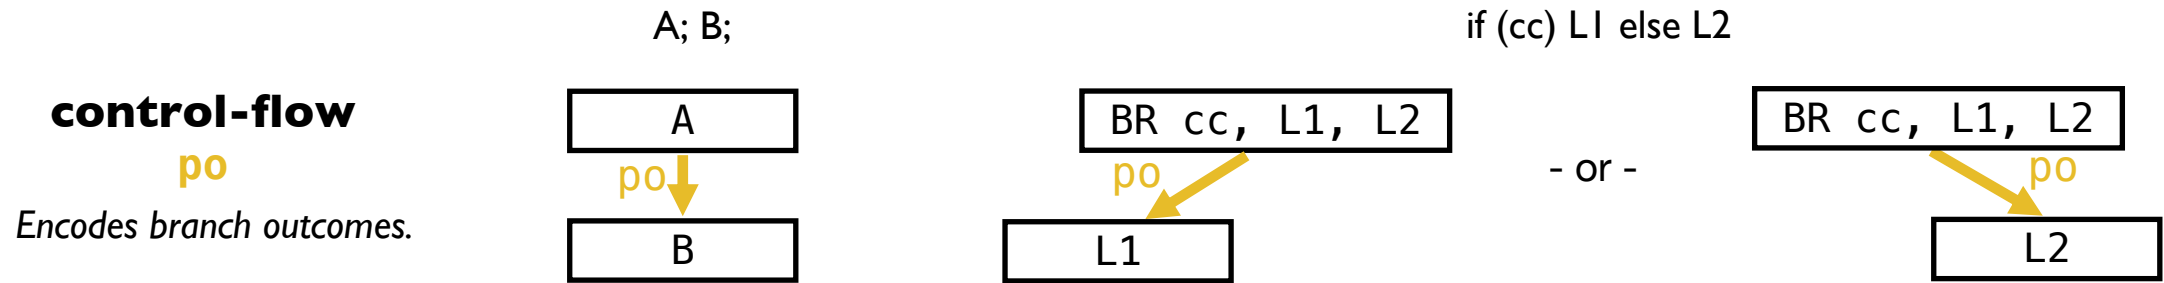 A; B;
if (cc) L1 else L2
control-flow
po
Encodes branch outcomes.
A
po
B
BR cc, L1, L2
po
L1
- or -
BR cc, L1, L2
po
L2